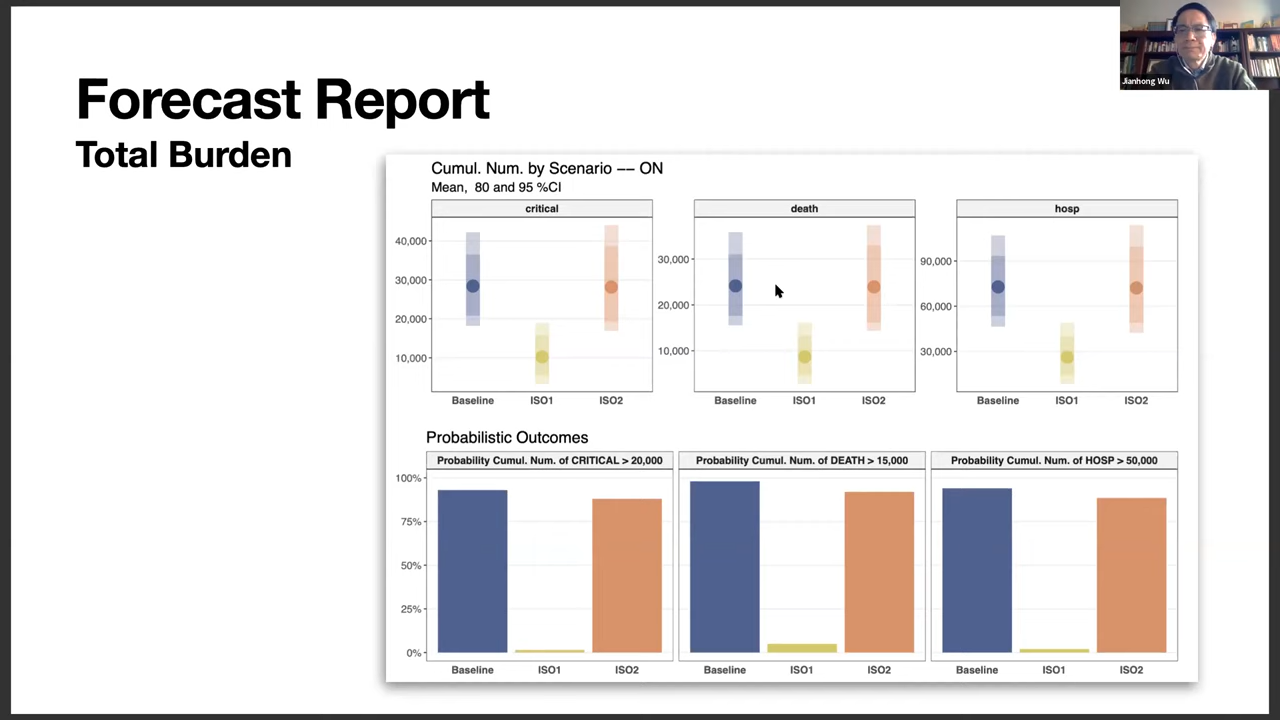 Jianhong Wu
Forecast Report
Total Burden
Cumul. Num. by Scenario –– ON
Mean, 80 and 95 %CI
critical
death
hosp
40,000
30,000
20,000
10,000
30,000
20,000
10,000
90,000
60,000
30,000
Baseline ISO1 ISO2
Baseline ISO1 ISO2
Baseline ISO1 ISO2
Probabilistic Outcomes
Probability Cumul. Num. of CRITICAL > 20,000
Probability Cumul. Num. of DEATH > 15,000
Probability Cumul. Num. of HOSP > 50,000
100%
75%
50%
25%
0%
Baseline ISO1 ISO2
Baseline ISO1 ISO2
Baseline ISO1 ISO2